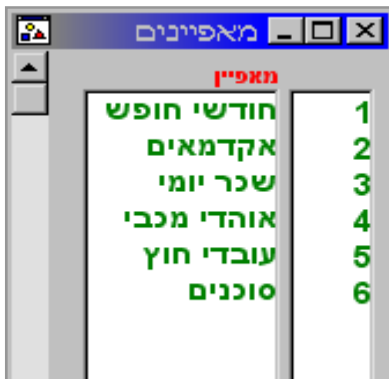 מאפיינים
מאפיין
1 חודשי חופש
2 אקדמאים
3 שכר יומי
4 אוהדי מכבי
5 עובדי חוץ
6 סוכנים